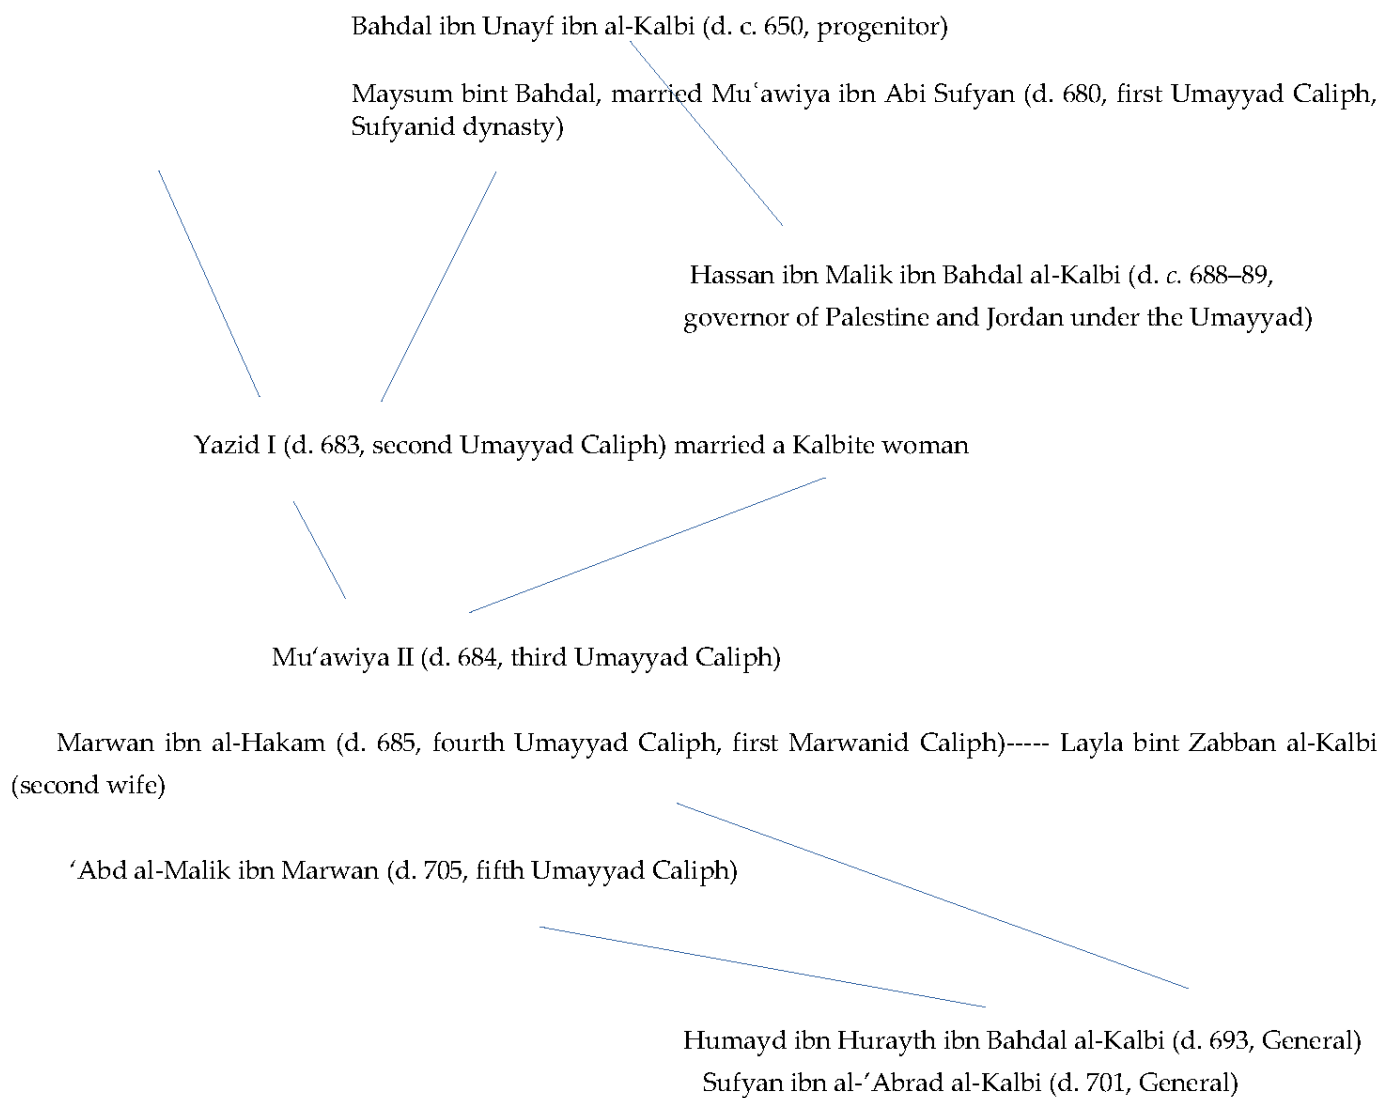 Bahdal ibn Unayf ibn al-Kalbi (d. c. 650, progenitor)
Maysum bint Bahdal, married Muʿawiya ibn Abi Sufyan (d. 680, first Umayyad Caliph,
Sufyanid dynasty)
Hassan ibn Malik ibn Bahdal al-Kalbi (d. c. 688–89,
governor of Palestine and Jordan under the Umayyad)
Yazid I (d. 683, second Umayyad Caliph) married a Kalbite woman
Mu‘awiya II (d. 684, third Umayyad Caliph)
Marwan ibn al-Hakam (d. 685, fourth Umayyad Caliph, first Marwanid Caliph)----- Layla bint Zabban al-Kalbi
(second wife)
‘Abd al-Malik ibn Marwan (d. 705, fifth Umayyad Caliph)
Humayd ibn Hurayth ibn Bahdal al-Kalbi (d. 693, General)
Sufyan ibn al-’Abrad al-Kalbi (d. 701, General)